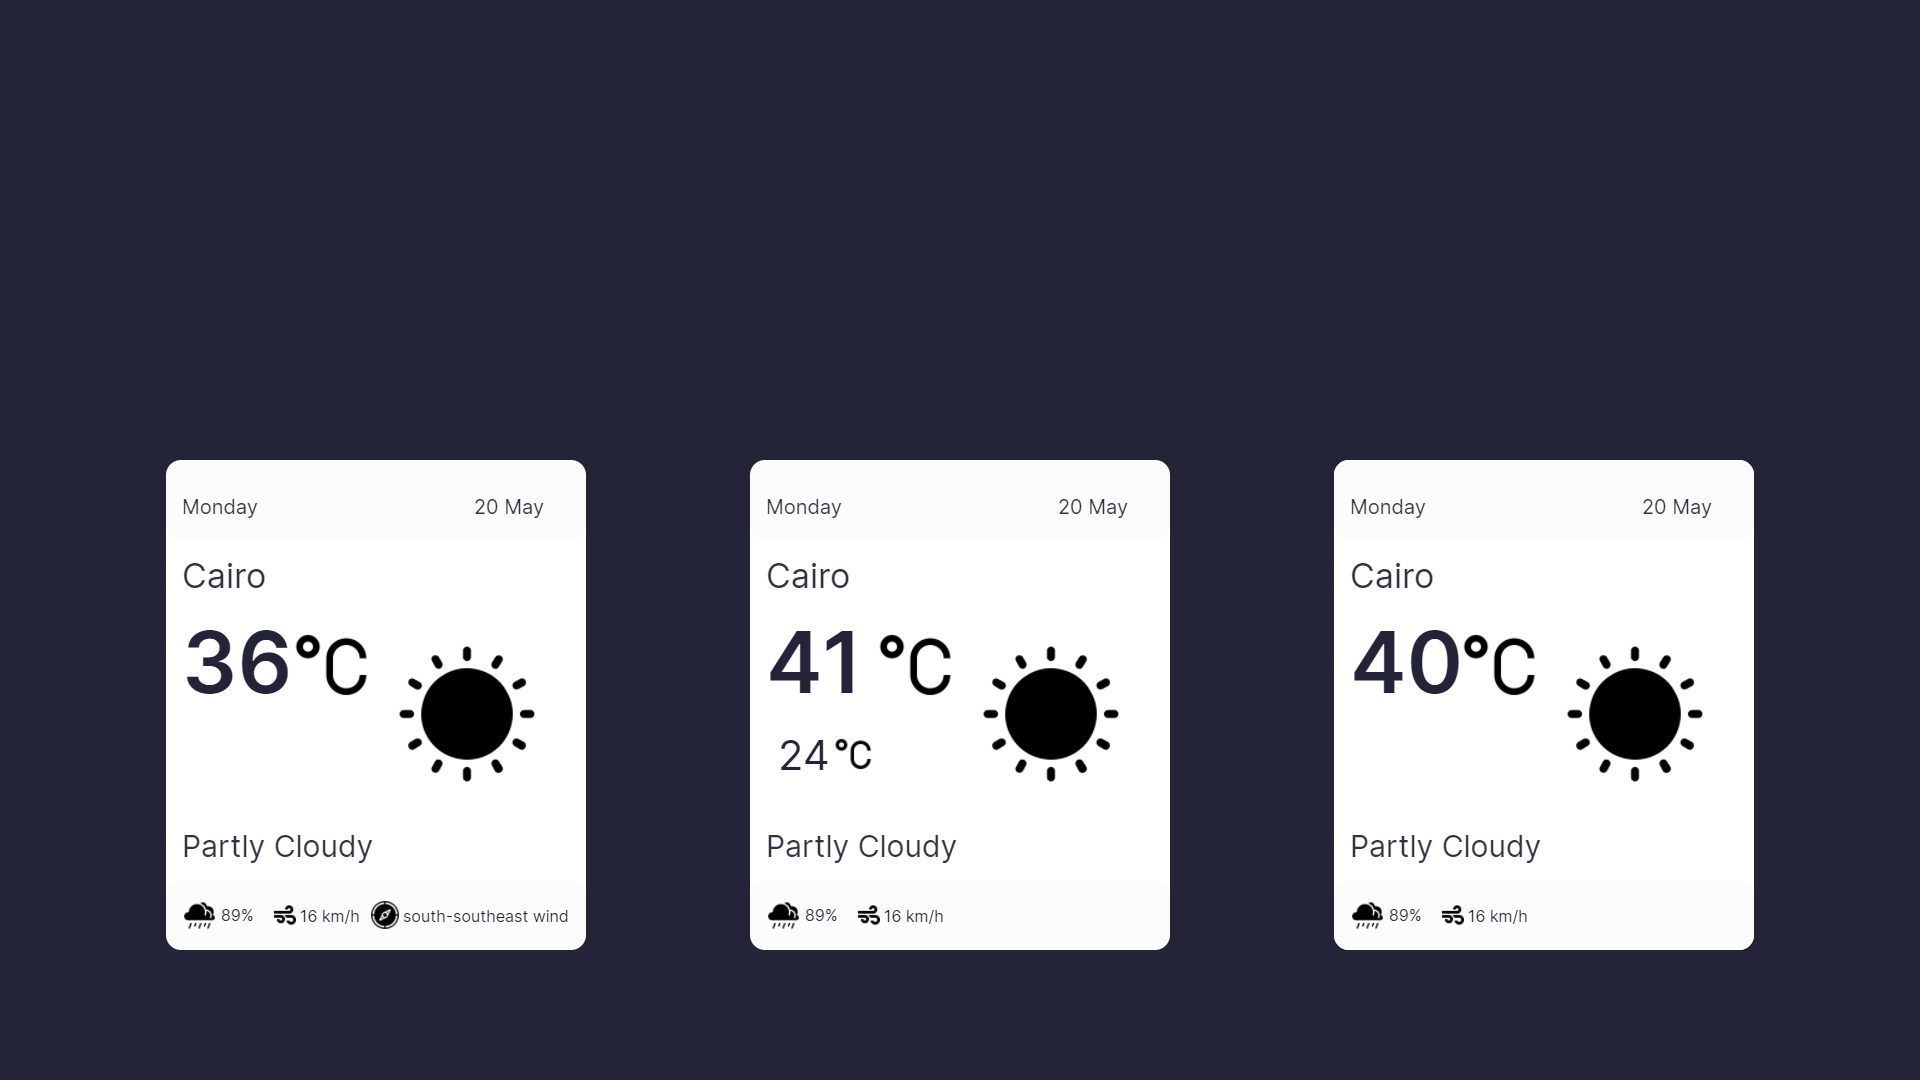 Monday 20 May
Cairo
36°C
Partly Cloudy
89% 16 km/h south-southeast wind
Monday 20 May
Cairo
41 °C
24°C
Partly Cloudy
89% 16 km/h
Monday 20 May
Cairo
40°C
Partly Cloudy
89% 16 km/h